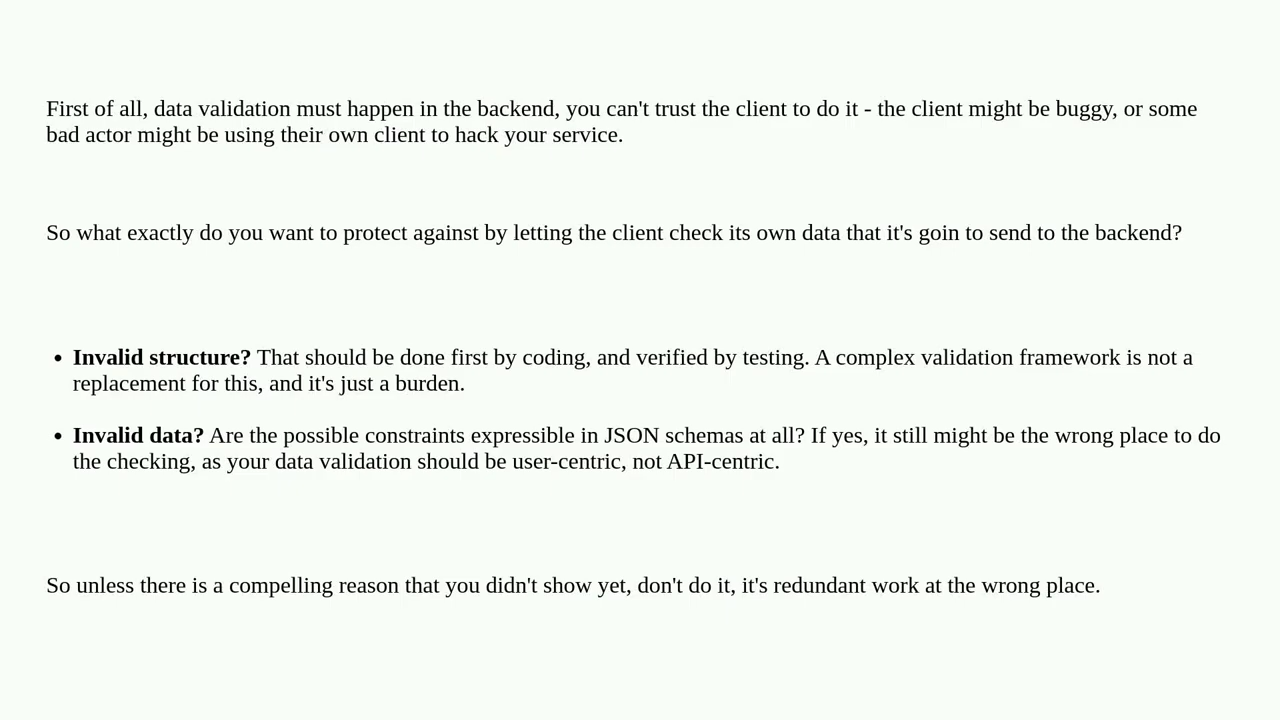 First of all, data validation must happen in the backend, you can't trust the client to do it - the client might be buggy, or some
bad actor might be using their own client to hack your service.
So what exactly do you want to protect against by letting the client check its own data that it's goin to send to the backend?
• Invalid structure? That should be done first by coding, and verified by testing. A complex validation framework is not a
replacement for this, and it's just a burden.
• Invalid data? Are the possible constraints expressible in JSON schemas at all? If yes, it still might be the wrong place to do
the checking, as your data validation should be user-centric, not API-centric.
So unless there is a compelling reason that you didn't show yet, don't do it, it's redundant work at the wrong place.